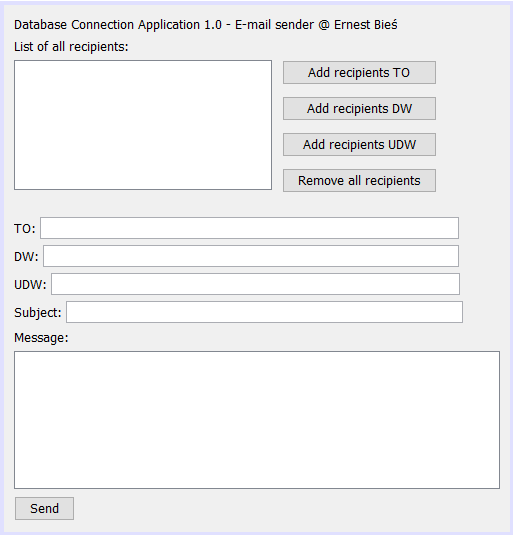 Database Connection Application 1.0 - E-mail sender @ Ernest Bieś
List of all recipients:
Add recipients TO
Add recipients DW
Add recipients UDW
Remove all recipients
TO:
DW:
UDW:
Subject:
Message:
Send